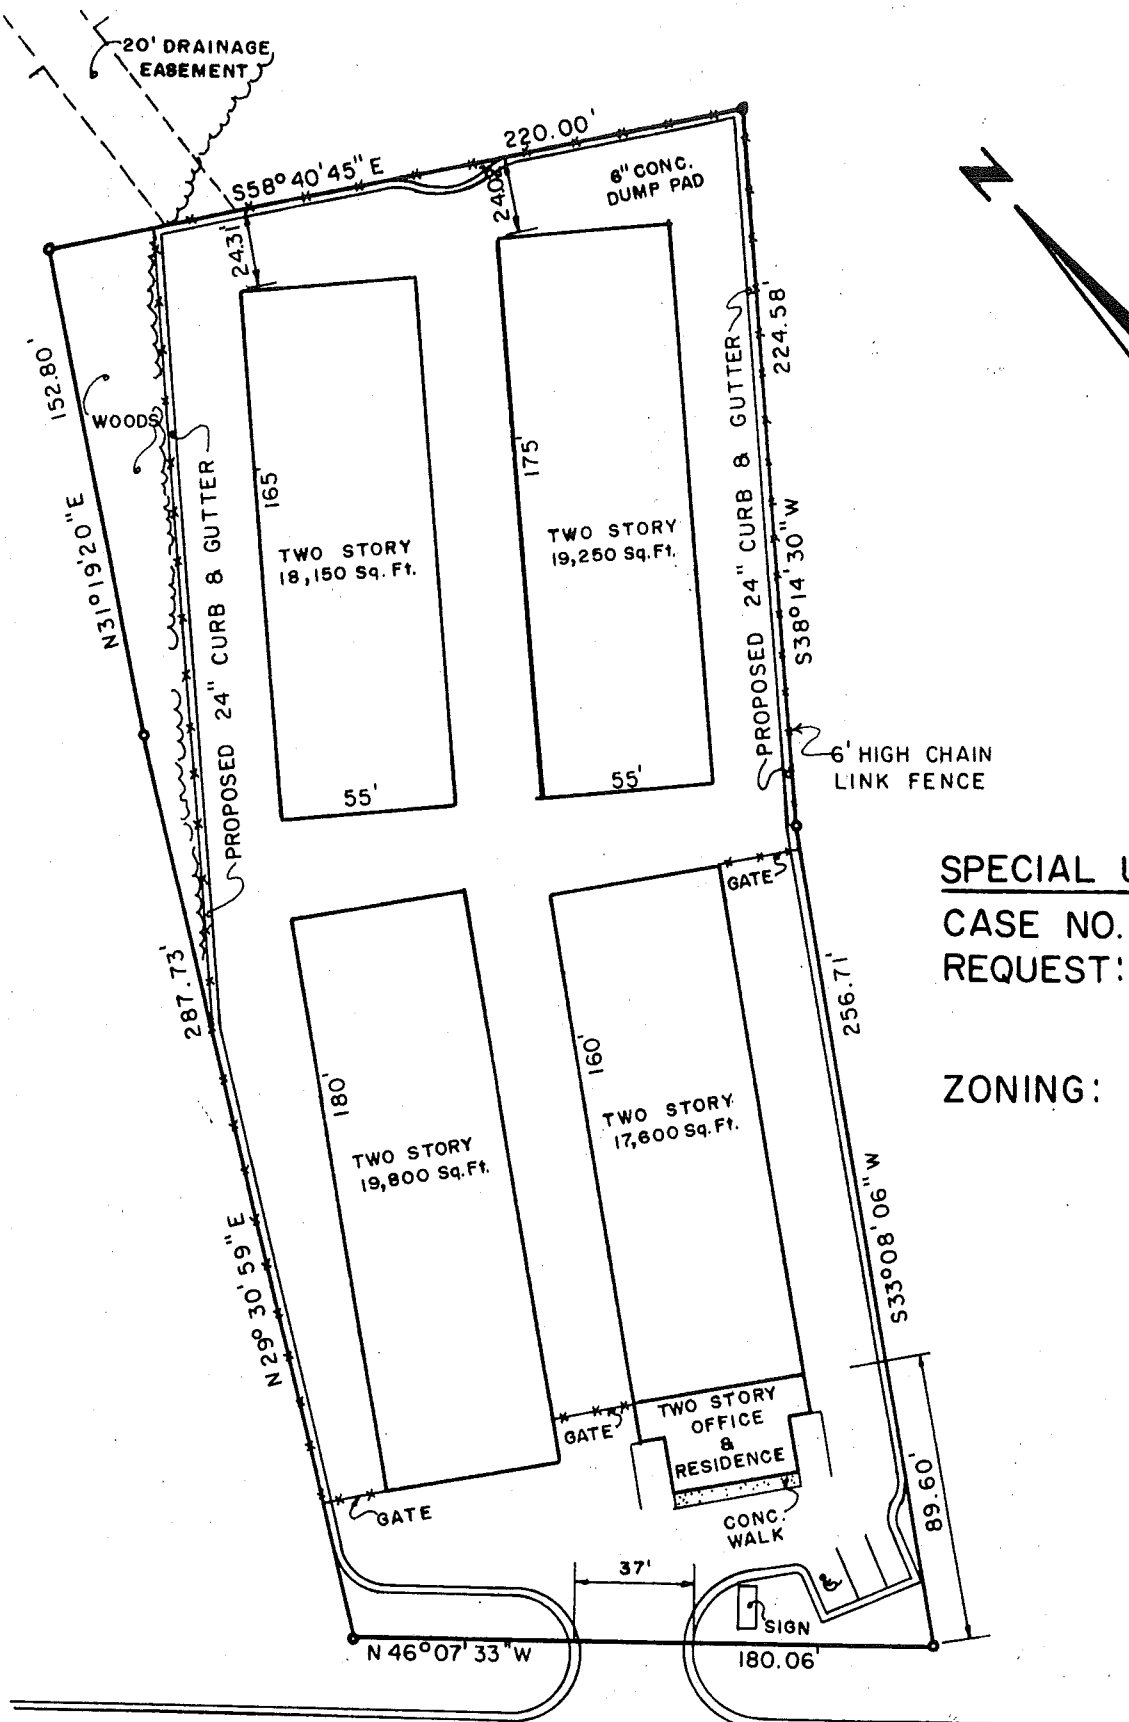 20' DRAINAGE
EASEMENT
S58°40'45"E
220.00'
6" CONC.
DUMP PAD
N
24.31'
24.0
152.80'
WOODS
N31°19'20"E
PROPOSED 24" CURB & GUTTER
165'
TWO STORY
18,150 Sq.Ft.
55'
175'
TWO STORY
19,250 Sq.Ft.
55'
PROPOSED 24" CURB & GUTTER
224.58'
S38°14'30"W
6' HIGH CHAIN
LINK FENCE
GATE
SPECIAL
CASE NO.
REQUEST:
ZONING:
287.73'
N29°30'59"E
180'
TWO STORY
19,800 Sq.Ft.
160'
TWO STORY
17,600 Sq.Ft.
256.71'
S33°08'06"W
GATE
TWO STORY
OFFICE
&
RESIDENCE
GATE
CONC.
WALK
89.60'
37'
SIGN
N46°07'33"W
180.06'